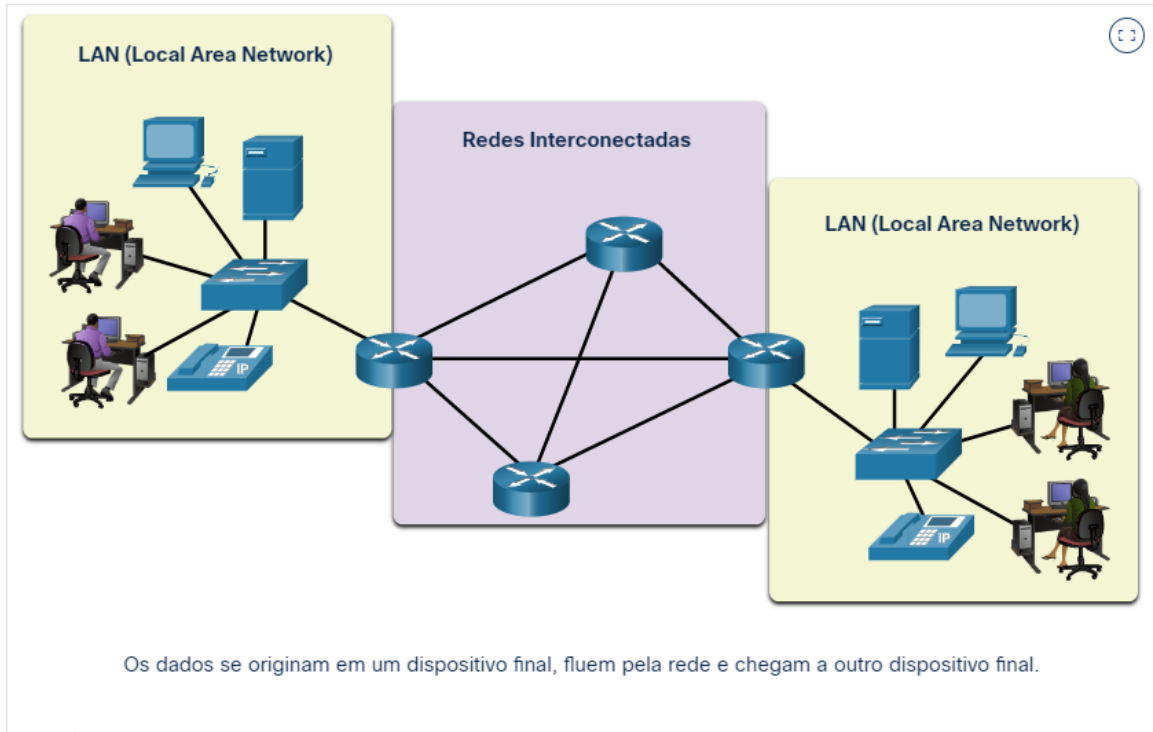 LAN (Local Area Network)
Redes Interconectadas
LAN (Local Area Network)
IP
IP
Os dados se originam em um dispositivo final, fluem pela rede e chegam a outro dispositivo final.